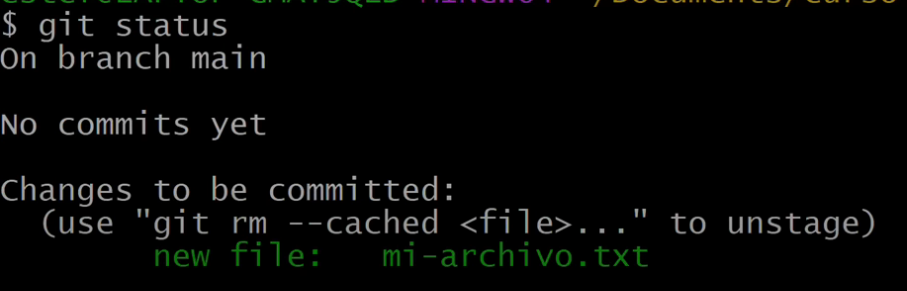 $ git status
On branch main
No commits yet
Changes to be committed:
(use "git rm --cached <file>..." to unstage)
new file: mi-archivo.txt